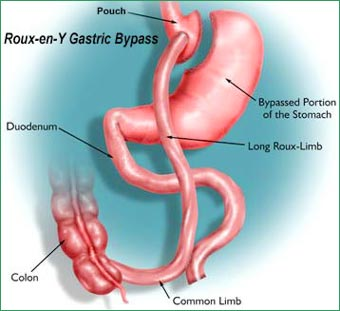 Pouch
Roux-en-Y Gastric Bypass
Bypassed Portion
of the Stomach
Duodenum
Long Roux-Limb
Colon
Common Limb